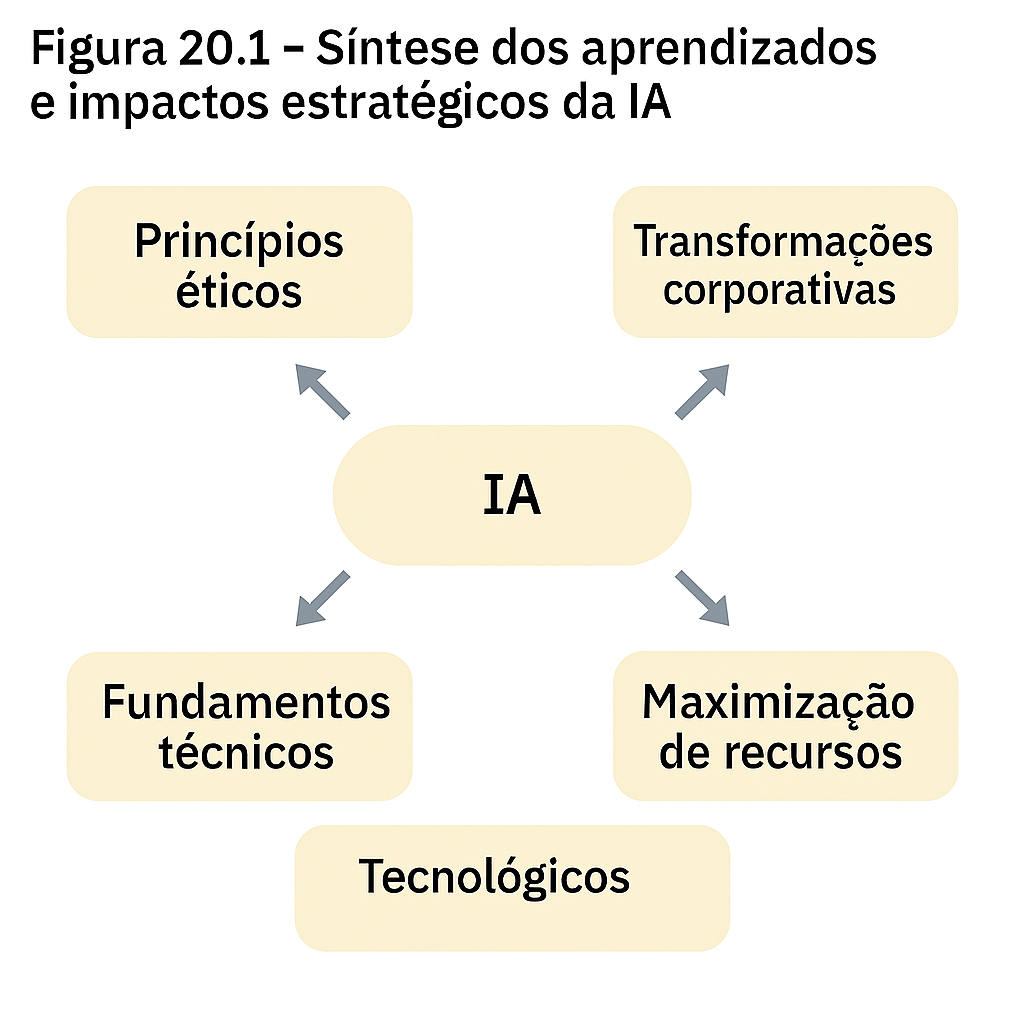 Figura 20.1 – Síntese dos aprendizados
e impactos estratégicos da IA
Princípios
éticos
Transformações
corporativas
IA
Fundamentos
técnicos
Maximização
de recursos
Tecnológicos